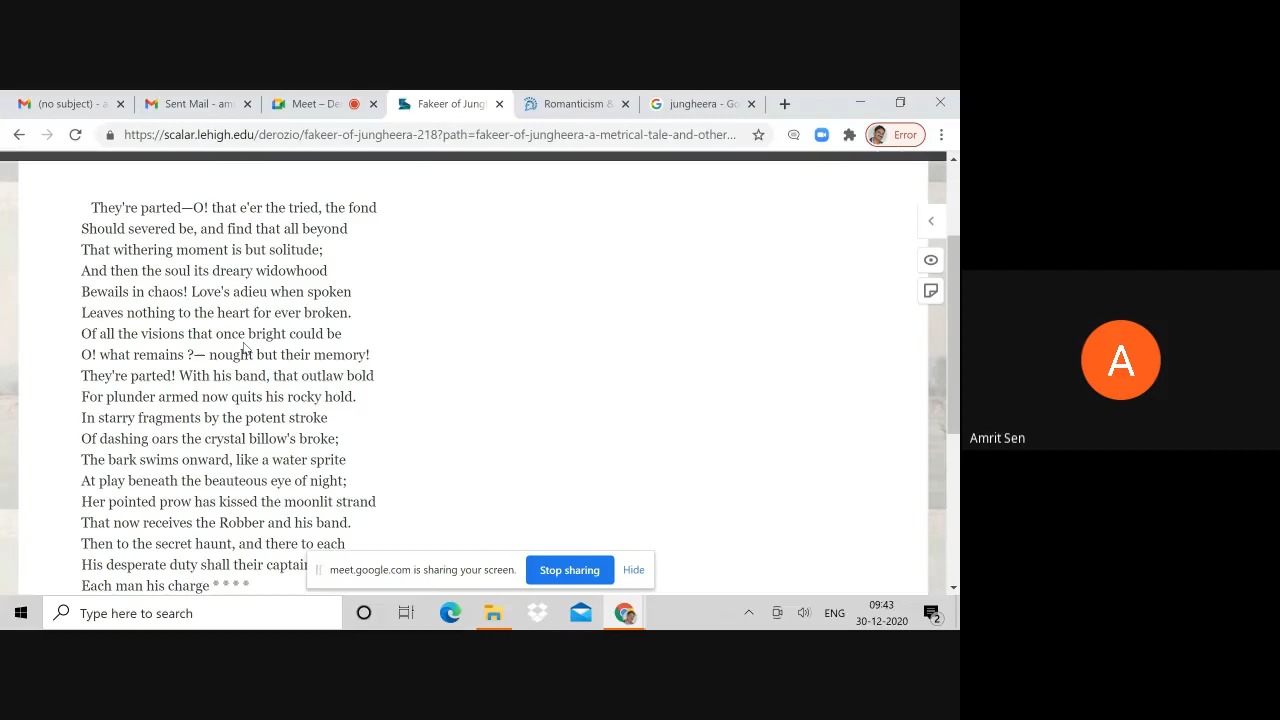 (no subject) - a
Sent Mail - am
Meet – De
Fakeer of Jungl
Romanticism &
jungheera - Go
https://scalar.lehigh.edu/derozio/fakeer-of-jungheera-218?path=fakeer-of-jungheera-a-metrical-tale-and-other...
Error
They're parted—O! that e'er the tried, the fond
Should severed be, and find that all beyond
That withering moment is but solitude;
And then the soul its dreary widowhood
Bewails in chaos! Love's adieu when spoken
Leaves nothing to the heart for ever broken.
Of all the visions that once bright could be
O! what remains ?— nought but their memory!
They're parted! With his band, that outlaw bold
For plunder armed now quits his rocky hold.
In starry fragments by the potent stroke
Of dashing oars the crystal billow's broke;
The bark swims onward, like a water sprite
At play beneath the beauteous eye of night;
Her pointed prow has kissed the moonlit strand
That now receives the Robber and his band.
Then to the secret haunt, and there to each
His desperate duty shall their captain
Each man his charge * * * *
meet.google.com is sharing your screen.
Stop sharing
Hide
A
Amrit Sen
Type here to search
ENG
09:43
30-12-2020
2